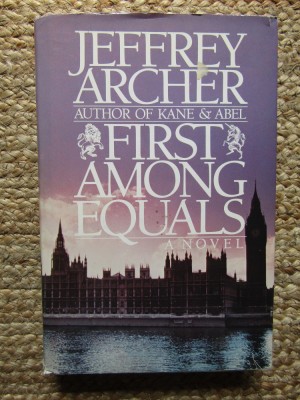 JEFFREY
ARCHER
AUTHOR OF KANE & ABEL
FIRST
AMONG
EQUALS
A NOVEL